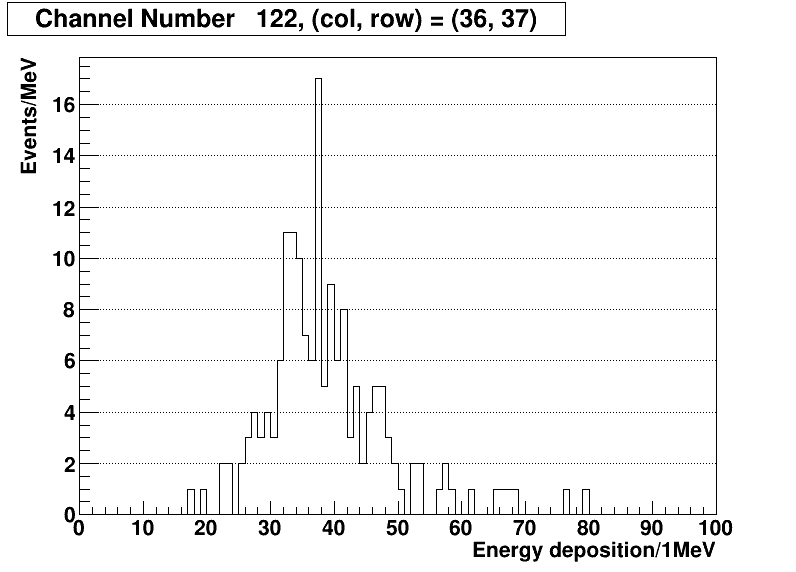 Channel Number   122, (col, row) = (36, 37)
Events/MeV
16
14
12
10
8
6
4
2
0
0 10 20 30 40 50 60 70 80 90 100
Energy deposition/1MeV